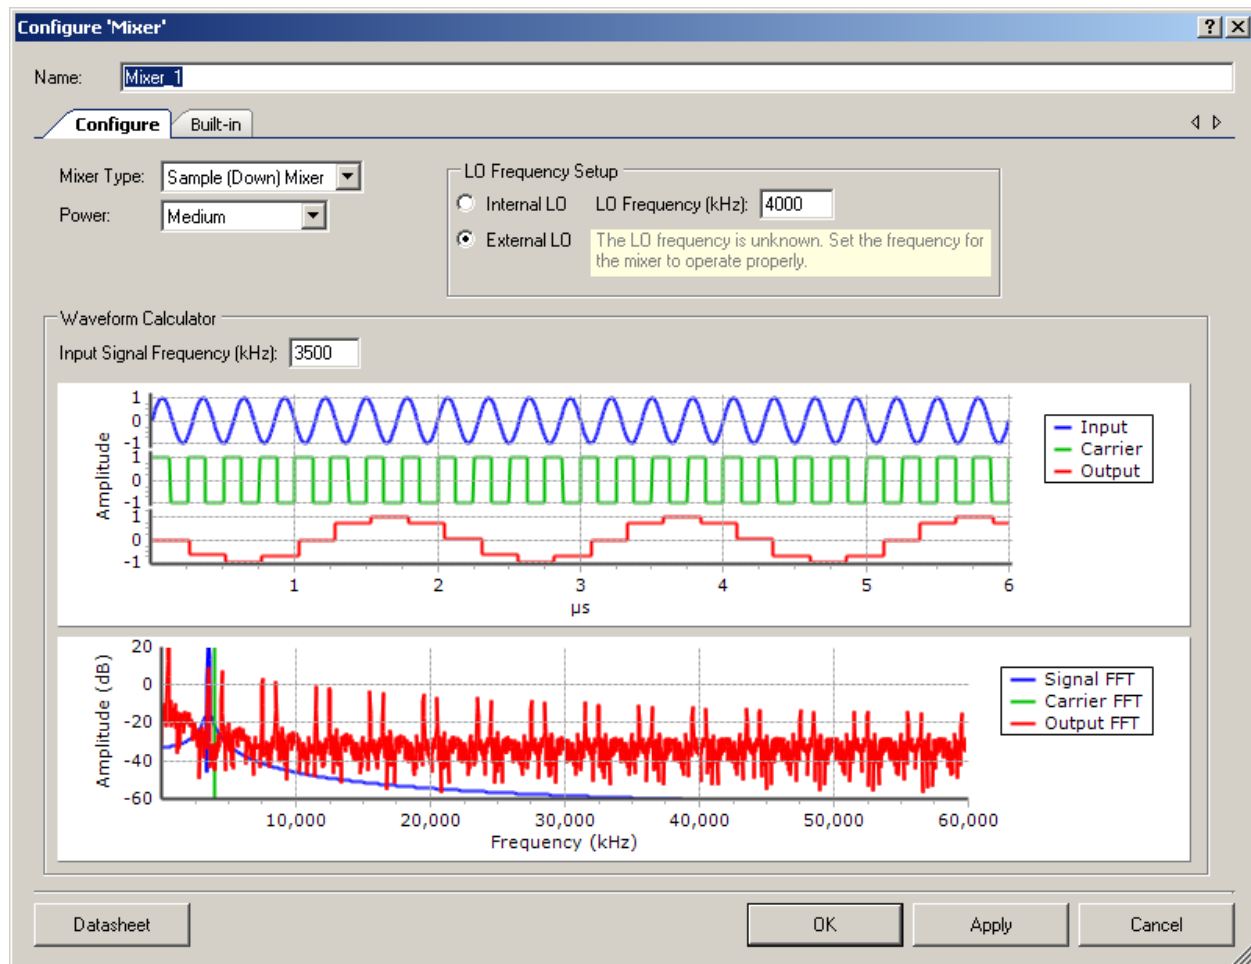 Configure 'Mixer'
?
Name: Mixer_1
Configure Built-in
Mixer Type: Sample (Down) Mixer
Power: Medium
LO Frequency Setup
Internal LO LO Frequency (kHz): 4000
External LO The LO frequency is unknown. Set the frequency for
the mixer to operate properly.
Waveform Calculator
Input Signal Frequency (kHz): 3500
Amplitude
1
0
-1
1
0
-1
1
0
-1
1 2 3 4 5 6
µs
Input
Carrier
Output
Amplitude (dB)
20
0
-20
-40
-60
10,000 20,000 30,000 40,000 50,000 60,000
Frequency (kHz)
Signal FFT
Carrier FFT
Output FFT
Datasheet OK Apply Cancel